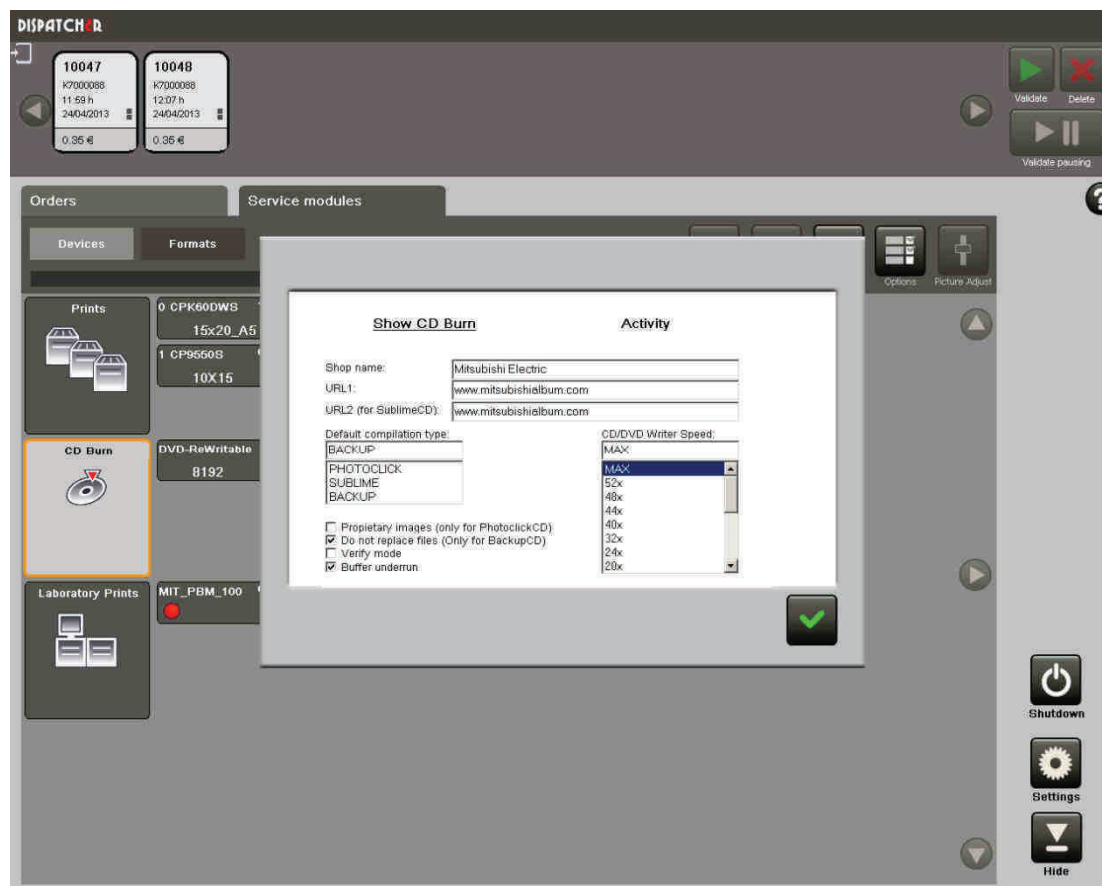 DISPATCHER
10047
K7000088
11:59 h
24/04/2013
0.35 €
10048
K7000088
12:07 h
24/04/2013
0.35 €
Validate
Delete
Validate pausing
Orders
Service modules
?
Devices
Formats
Options
Picture Adjust
Prints
0 CPK60DWS
15x20_A5
1 CP9550S
10X15
CD Burn
DVD-ReWritable
8192
Laboratory Prints
MIT_PBM_100
Show CD Burn
Activity
Shop name:
Mitsubishi Electric
URL1:
www.mitsubishialbum.com
URL2 (for SublimeCD):
www.mitsubishialbum.com
Default compilation type:
BACKUP
PHOTOCLICK
SUBLIME
BACKUP
CD/DVD Writer Speed:
MAX
MAX
52x
48x
44x
40x
32x
24x
20x
Propietary images (only for PhotoclickCD)
Do not replace files (Only for BackupCD)
Verify mode
Buffer underrun
Shutdown
Settings
Hide